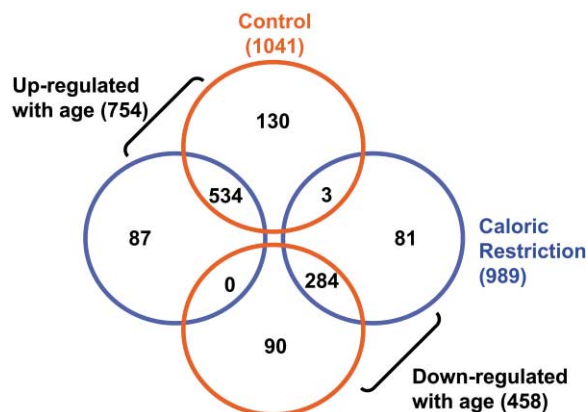 Control
(1041)
Up-regulated
with age (754)
130
534
3
87
81
Caloric
Restriction
(989)
0
284
90
Down-regulated
with age (458)